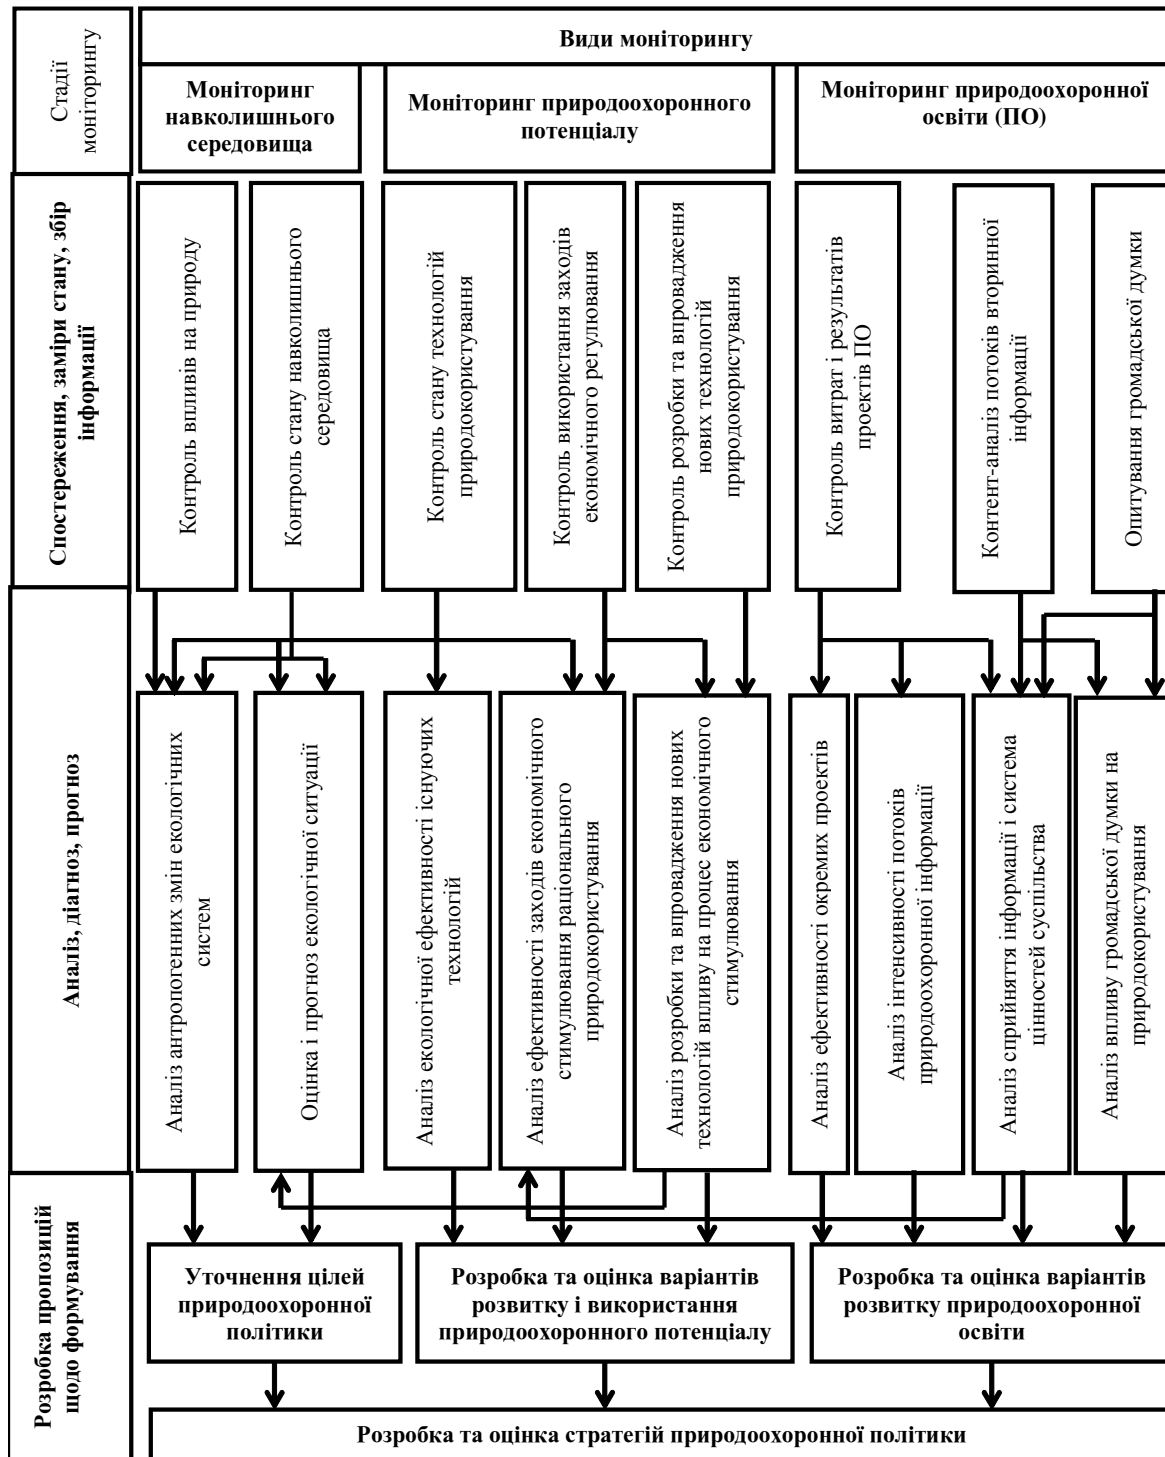 Стадії
моніторингу
Види моніторингу
Моніторинг
навколишнього
середовища
Моніторинг природоохоронного
потенціалу
Моніторинг природоохоронної
освіти (ПО)
Спостереження, заміри стану, збір
інформації
Контроль впливів на природу
Контроль стану навколишнього
середовища
Контроль стану технологій
природокористування
Контроль використання заходів
економічного регулювання
Контроль розробки та впровадження
нових технологій
природокористування
Контроль витрат і результатів
проектів ПО
Контент-аналіз потоків вторинної
інформації
Опитування громадської думки
Аналіз, діагноз, прогноз
Аналіз антропогенних змін екологічних
систем
Оцінка і прогноз екологічної ситуації
Аналіз екологічної ефективності існуючих
технологій
Аналіз ефективності заходів економічного
стимулювання раціонального
природокористування
Аналіз розробки та впровадження нових
технологій впливу на процес економічного
стимулювання
Аналіз ефективності окремих проектів
Аналіз інтенсивності потоків
природоохоронної інформації
Аналіз сприйняття інформації і система
цінностей суспільства
Аналіз впливу громадської думки на
природокористування
Розробка пропозицій
щодо формування
Уточнення цілей
природоохоронної
політики
Розробка та оцінка варіантів
розвитку і використання
природоохоронного потенціалу
Розробка та оцінка варіантів
розвитку природоохоронної
освіти
Розробка та оцінка стратегій природоохоронної політики